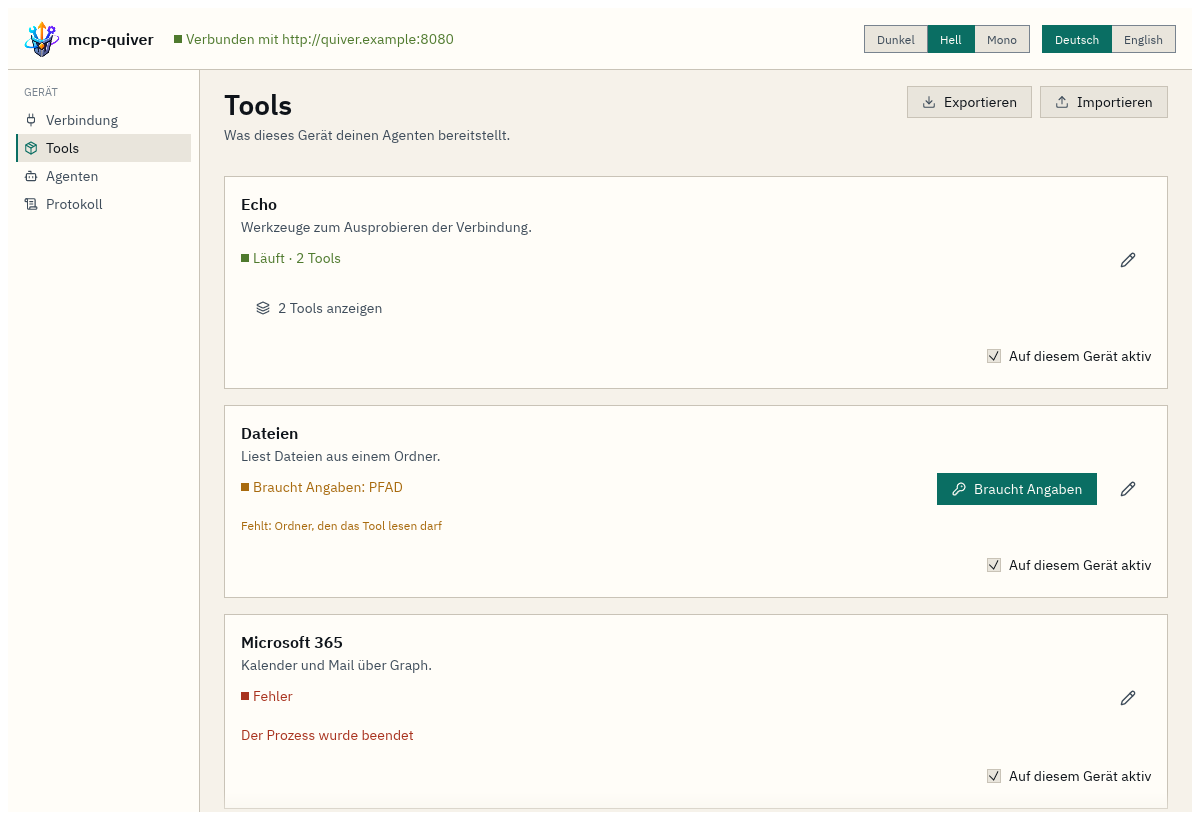 mcp-quiver
Verbunden mit http://quiver.example:8080
Dunkel
Hell
Mono
Deutsch
English
GERÄT
Verbindung
Tools
Agenten
Protokoll
Tools
Was dieses Gerät deinen Agenten bereitstellt.
Exportieren
Importieren
Echo
Werkzeuge zum Ausprobieren der Verbindung.
Läuft · 2 Tools
2 Tools anzeigen
Auf diesem Gerät aktiv
Dateien
Liest Dateien aus einem Ordner.
Braucht Angaben: PFAD
Braucht Angaben
Fehlt: Ordner, den das Tool lesen darf
Auf diesem Gerät aktiv
Microsoft 365
Kalender und Mail über Graph.
Fehler
Der Prozess wurde beendet
Auf diesem Gerät aktiv